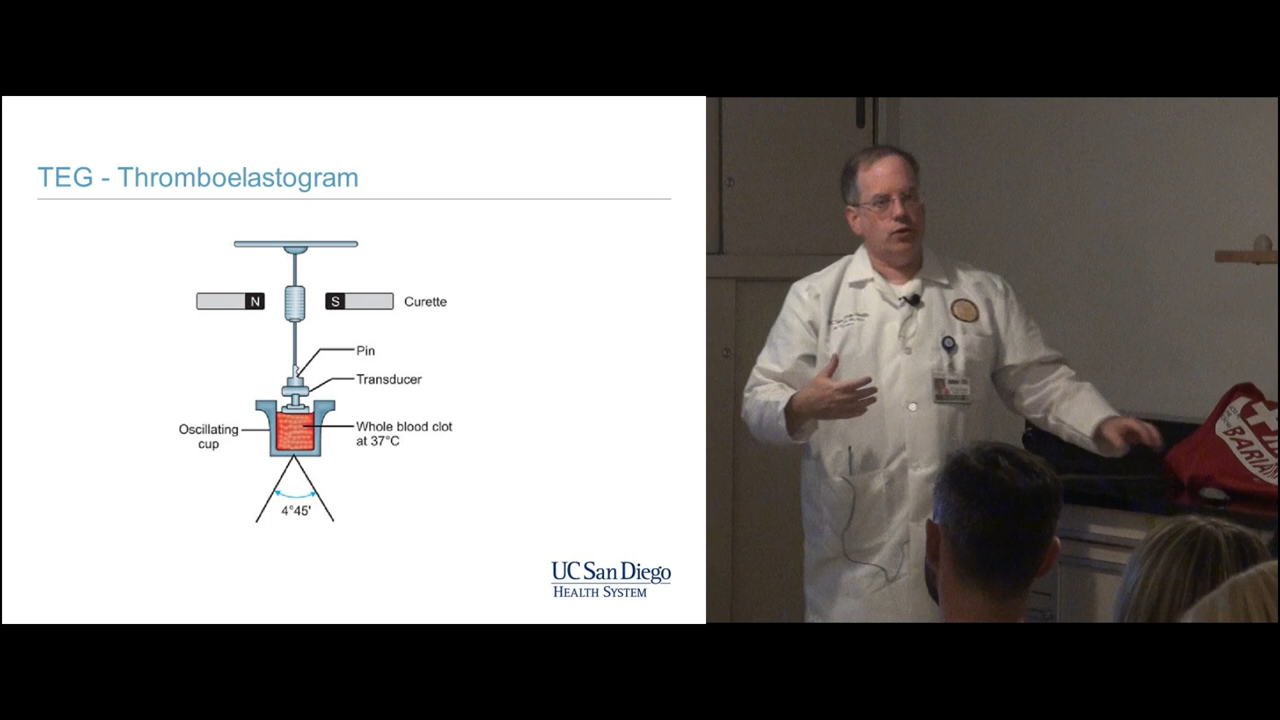 TEG - Thromboelastogram
N
S
Curette
Pin
Transducer
Oscillating
cup
Whole blood clot
at 37°C
4°45'
UC San Diego
HEALTH SYSTEM
BARIA